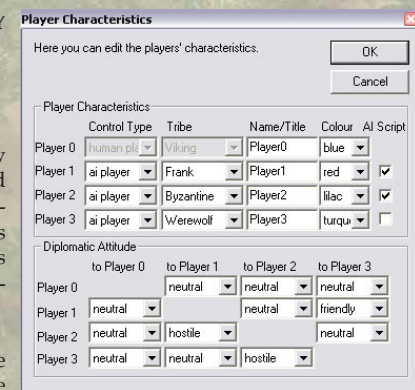 Player Characteristics
Here you can edit the players' characteristics.
OK
Cancel
Player Characteristics
Control Type Tribe Name/Title Colour AI Script
Player 0 human pla Viking Player0 blue
Player 1 ai player Frank Player1 red
Player 2 ai player Byzantine Player2 lilac
Player 3 ai player Werewolf Player3 turqu
Diplomatic Attitude
to Player 0 to Player 1 to Player 2 to Player 3
Player 0 neutral neutral neutral
Player 1 neutral neutral friendly
Player 2 neutral hostile neutral
Player 3 neutral neutral hostile